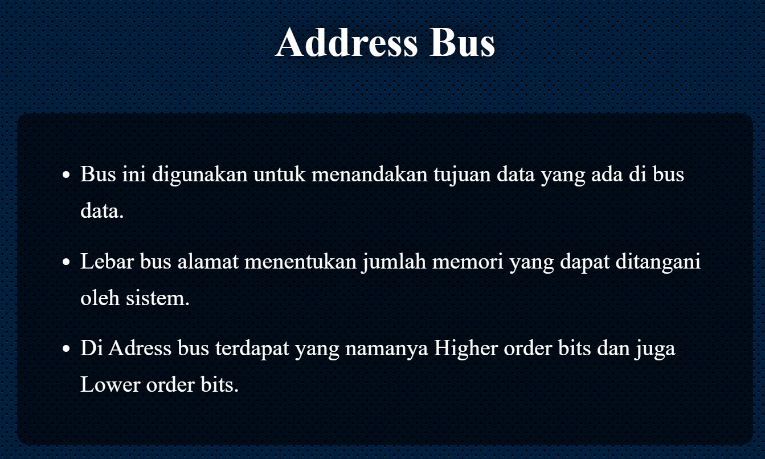 Address Bus
• Bus ini digunakan untuk menandakan tujuan data yang ada di bus
data.
• Lebar bus alamat menentukan jumlah memori yang dapat ditangani
oleh sistem.
• Di Adress bus terdapat yang namanya Higher order bits dan juga
Lower order bits.